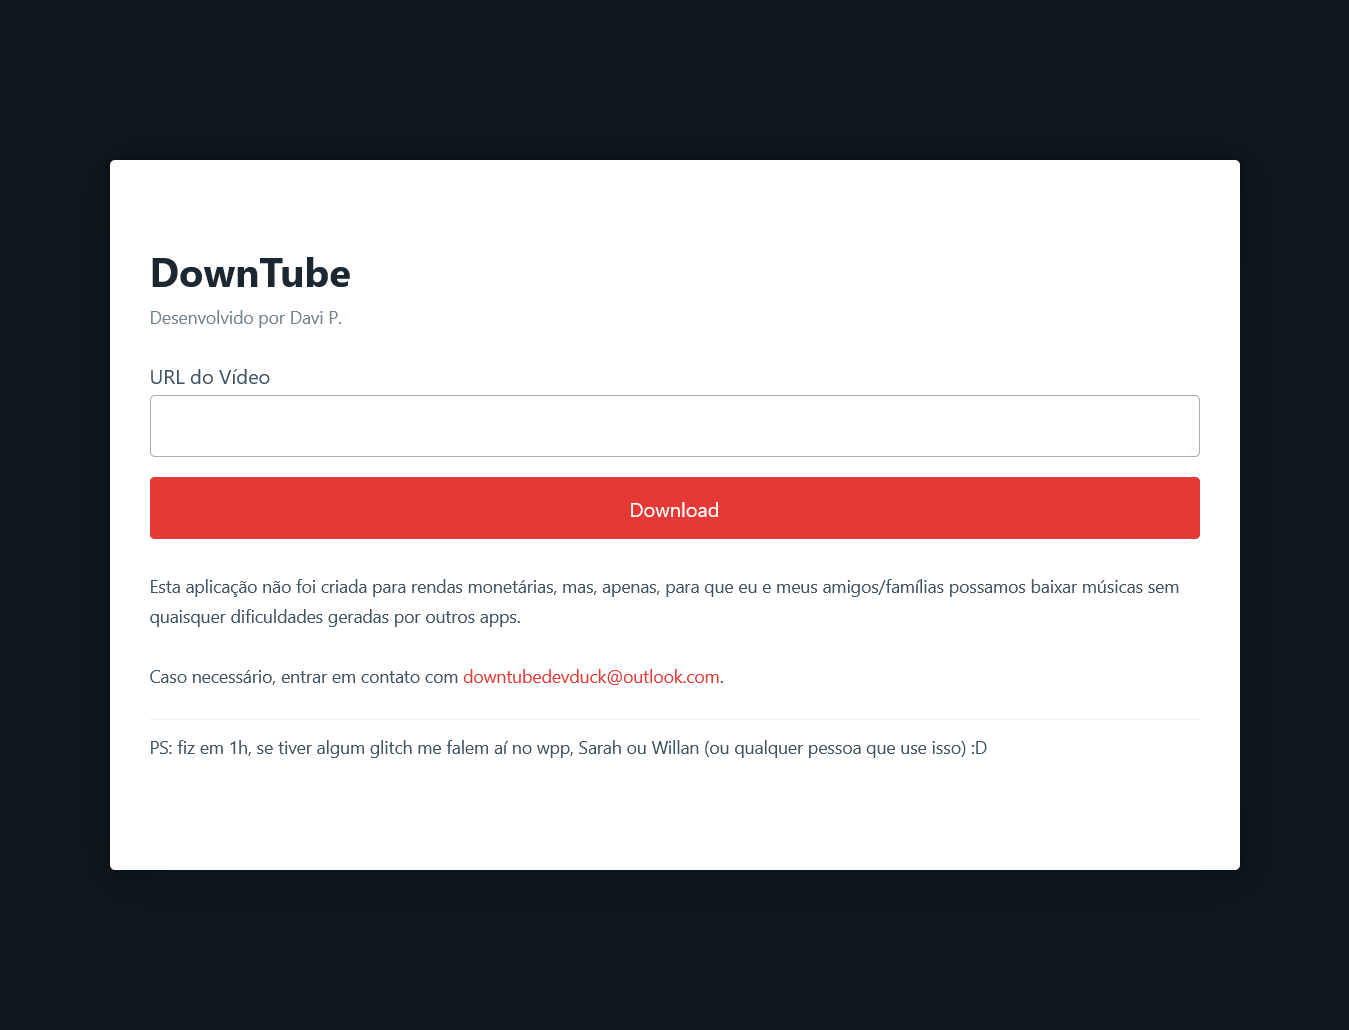 DownTube
Desenvolvido por Davi P.
URL do Vídeo
Download
Esta aplicação não foi criada para rendas monetárias, mas, apenas, para que eu e meus amigos/famílias possamos baixar músicas sem
quaisquer dificuldades geradas por outros apps.
Caso necessário, entrar em contato com downtubedevduck@outlook.com.
PS: fiz em 1h, se tiver algum glitch me falem aí no wpp, Sarah ou Willan (ou qualquer pessoa que use isso) :D